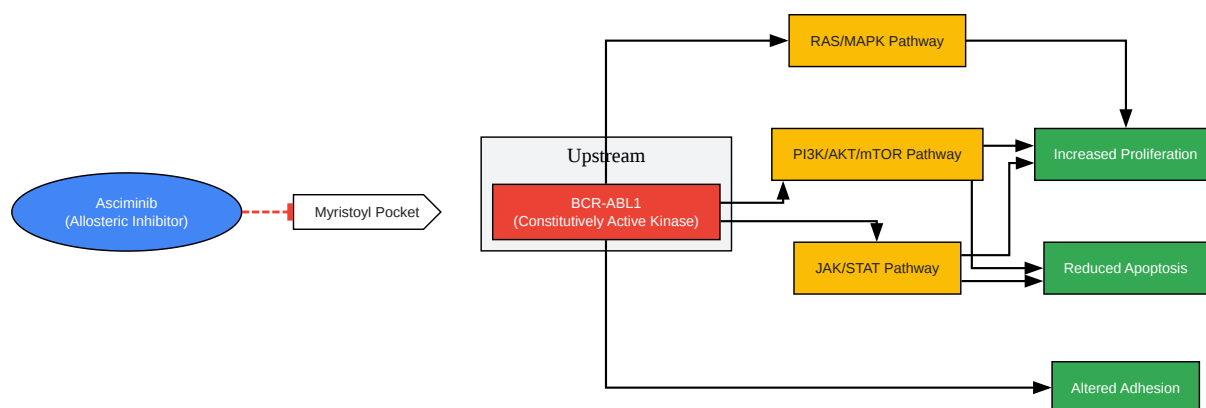 RAS/MAPK Pathway
Upstream
PI3K/AKT/mTOR Pathway
Increased Proliferation
Asciminib
(Allosteric Inhibitor)
Myristoyl Pocket
BCR-ABL1
(Constitutively Active Kinase)
JAK/STAT Pathway
Reduced Apoptosis
Altered Adhesion